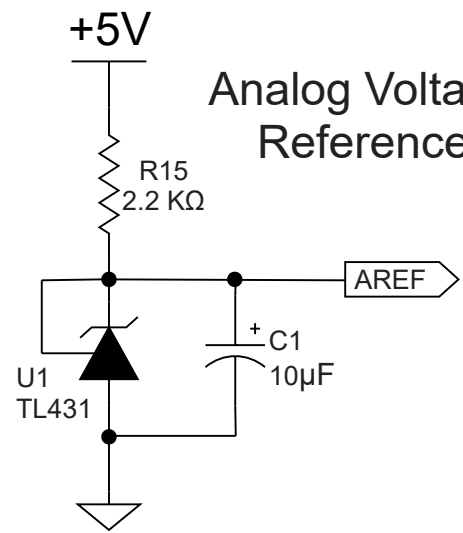 +5V
Analog Volta
Reference
R15
2.2 KΩ
AREF
+
C1
10µF
U1
TL431